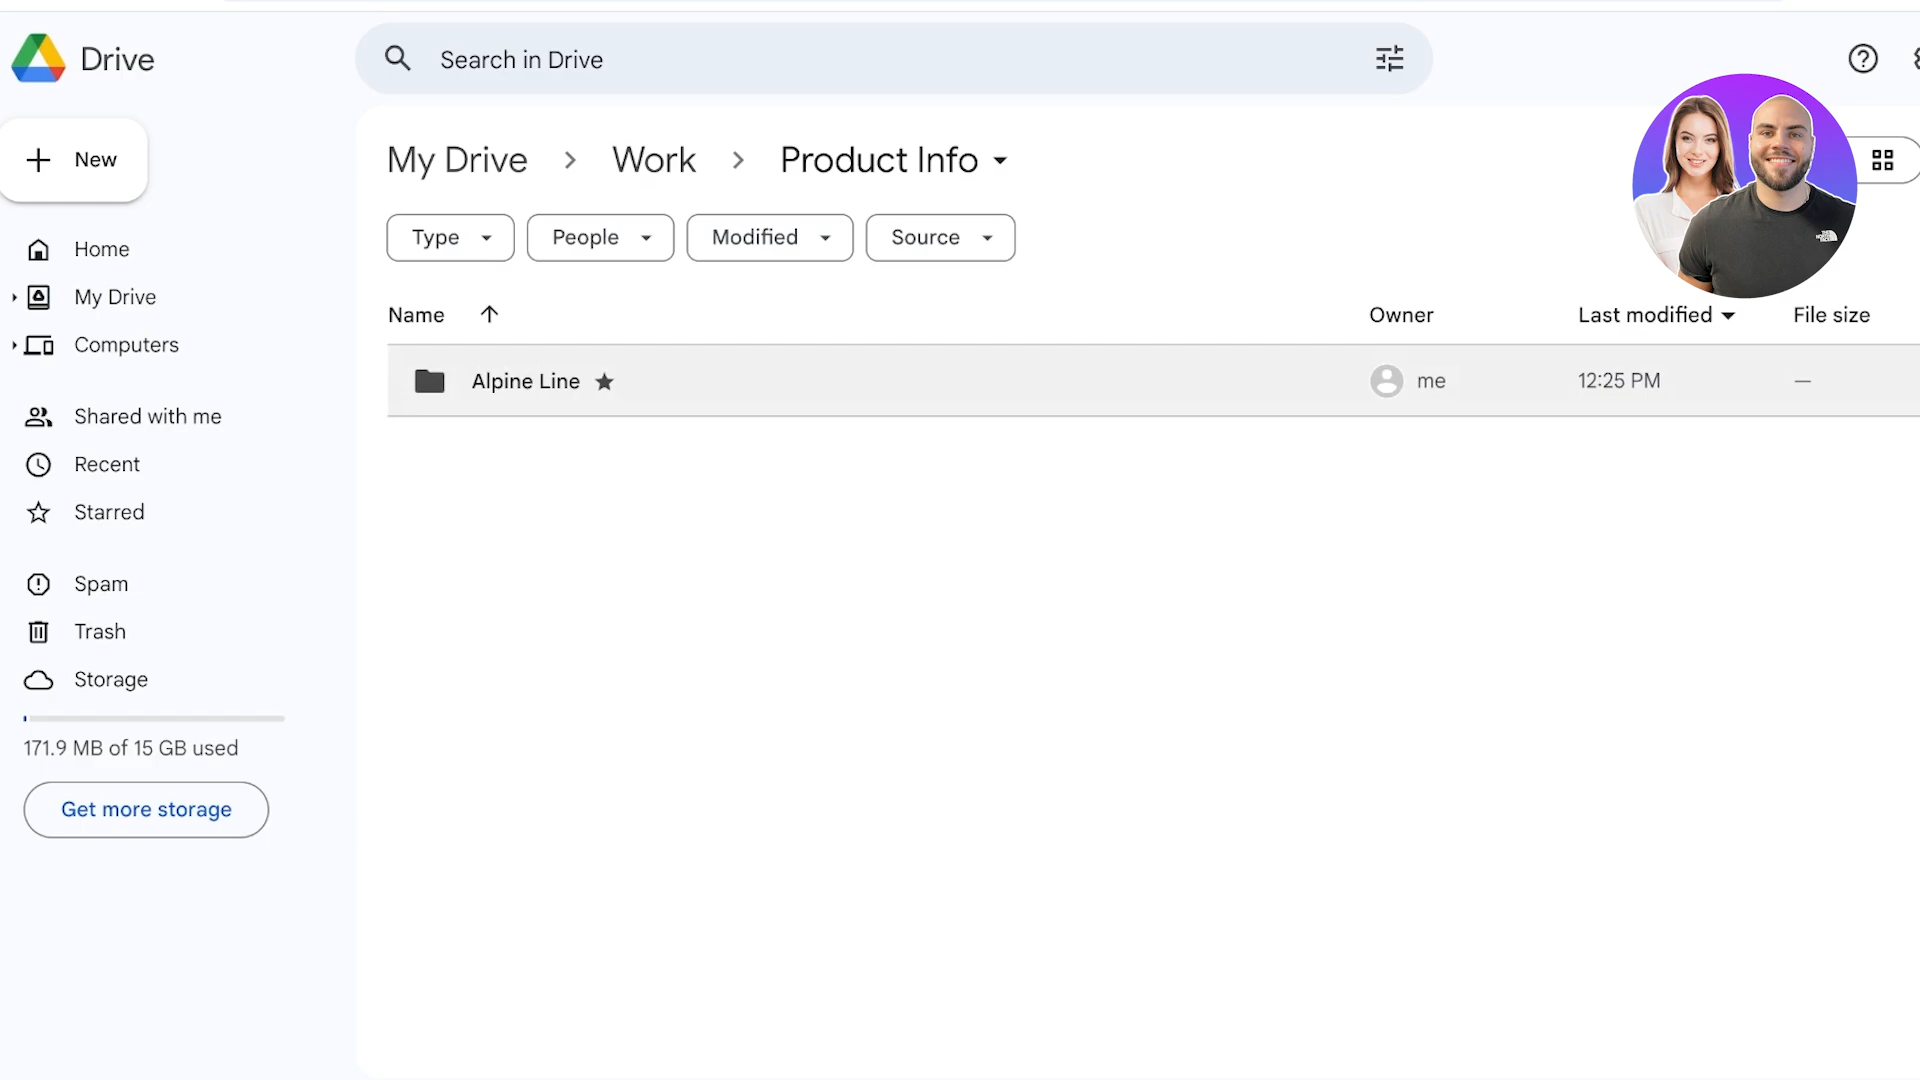 Drive
Search in Drive
New
My Drive > Work > Product Info
Type People Modified Source
Home
My Drive
Computers
Shared with me
Recent
Starred
Spam
Trash
Storage
171.9 MB of 15 GB used
Get more storage
Name Owner Last modified File size
Alpine Line me 12:25 PM —